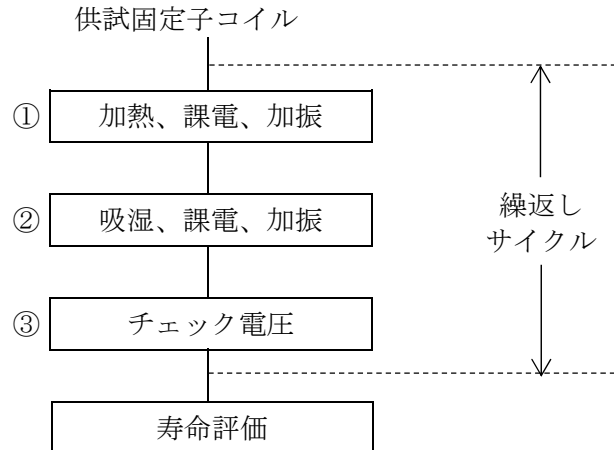 供試固定子コイル
① 加熱、課電、加振
② 吸湿、課電、加振
繰返し
サイクル
③ チェック電圧
寿命評価